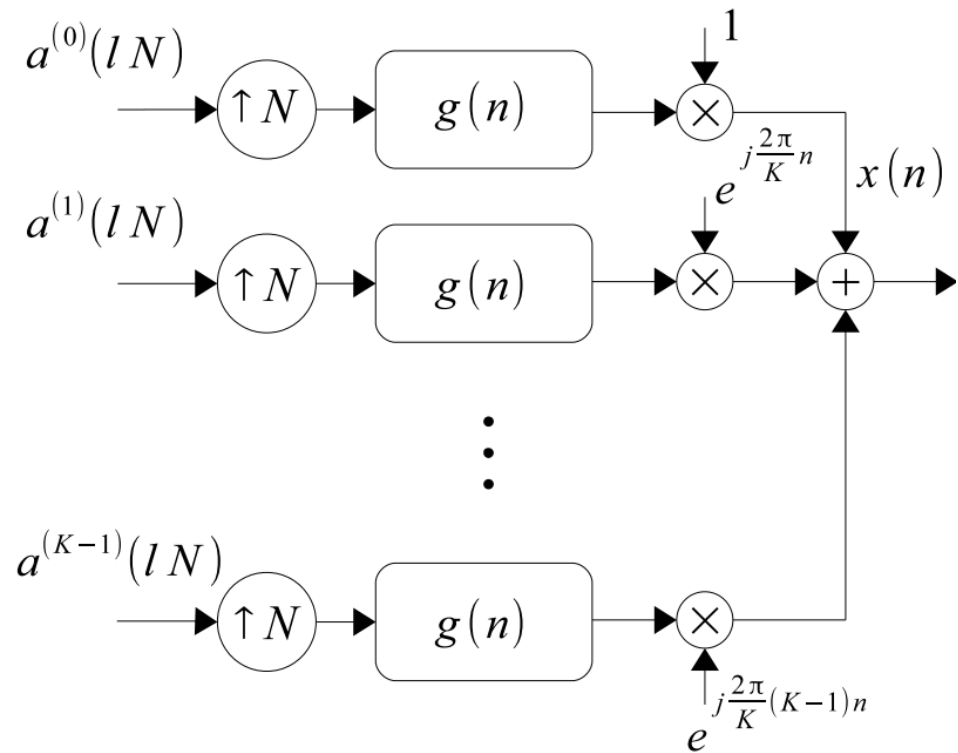 a^{(0)}(l N)
↑ N
g(n)
×
1
x(n)
a^{(1)}(l N)
↑ N
g(n)
×
e^{j\frac{2π}{K}n}
+
a^{(K−1)}(l N)
↑ N
g(n)
×
e^{j\frac{2π}{K}(K−1)n}